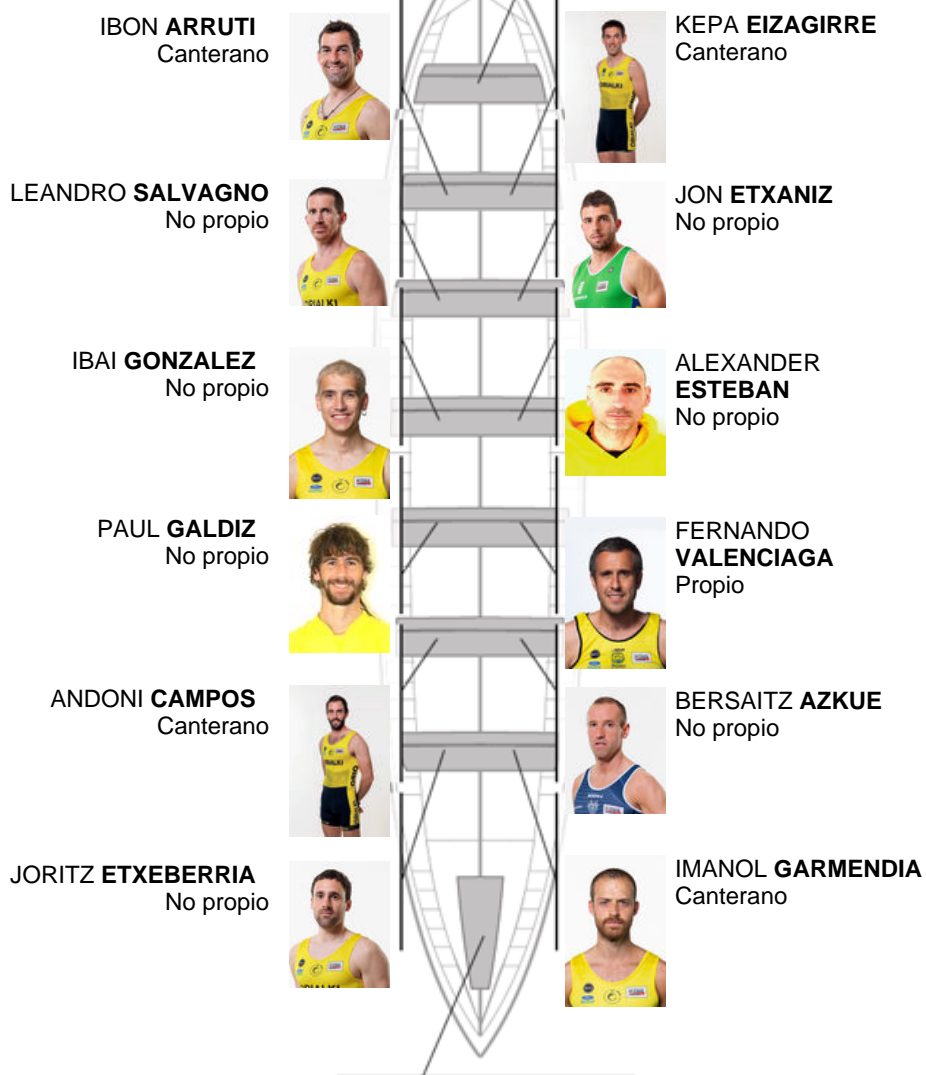 IBON ARRUTI
Canterano
KEPA EIZAGIRRE
Canterano
LEANDRO SALVAGNO
No propio
JON ETXANIZ
No propio
IBAI GONZALEZ
No propio
ALEXANDER
ESTEBAN
No propio
PAUL GALDIZ
No propio
FERNANDO
VALENCIAGA
Propio
ANDONI CAMPOS
Canterano
BERSAITZ AZKUE
No propio
JORITZ ETXEBERRIA
No propio
IMANOL GARMENDIA
Canterano